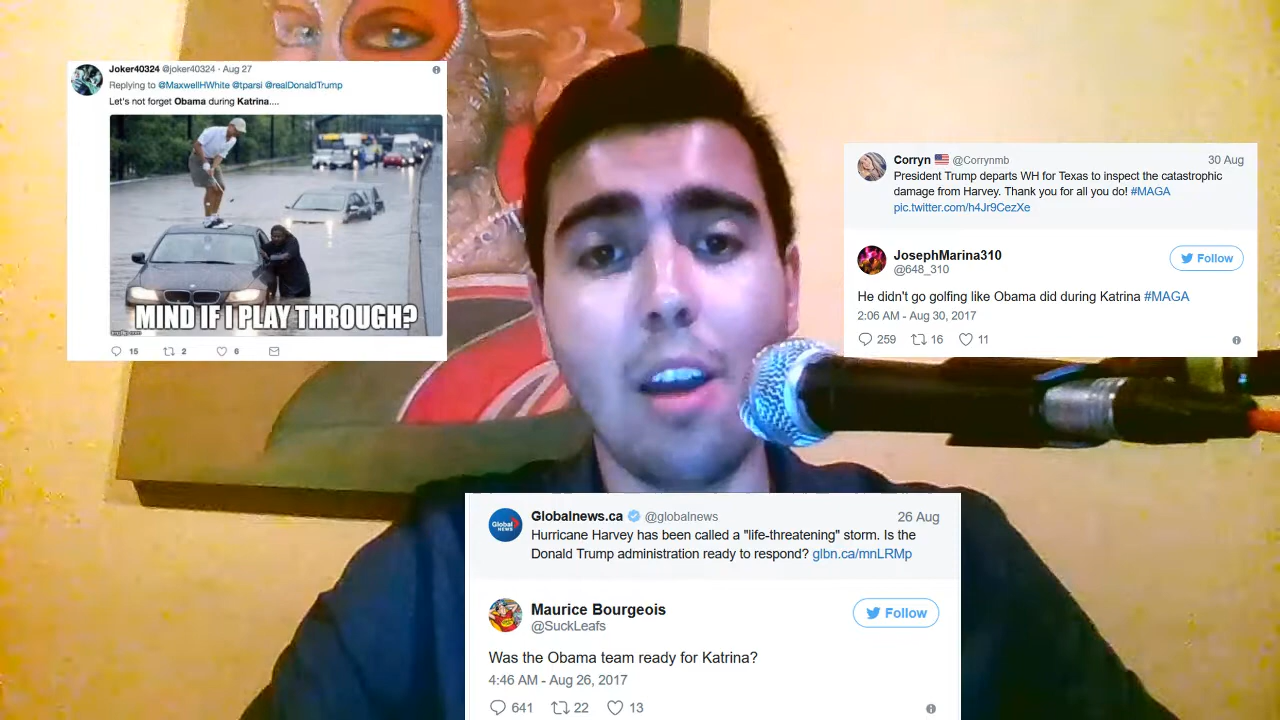 Joker40324 @joker40324 · Aug 27
Replying to @MaxwellHWhite @tparsi @realDonaldTrump
Let's not forget Obama during Katrina....
MIND IF I PLAY THROUGH?
imgflip.com
15 2 6
Corryn @Corrynmb 30 Aug
President Trump departs WH for Texas to inspect the catastrophic
damage from Harvey. Thank you for all you do! #MAGA
pic.twitter.com/h4Jr9CezXe
JosephMarina310
@648_310
Follow
He didn't go golfing like Obama did during Katrina #MAGA
2:06 AM - Aug 30, 2017
259 16 11
Global NEWS
Globalnews.ca @globalnews 26 Aug
Hurricane Harvey has been called a "life-threatening" storm. Is the
Donald Trump administration ready to respond? glbn.ca/mnLRMp
Maurice Bourgeois
@SuckLeafs
Follow
Was the Obama team ready for Katrina?
4:46 AM - Aug 26, 2017
641 22 13